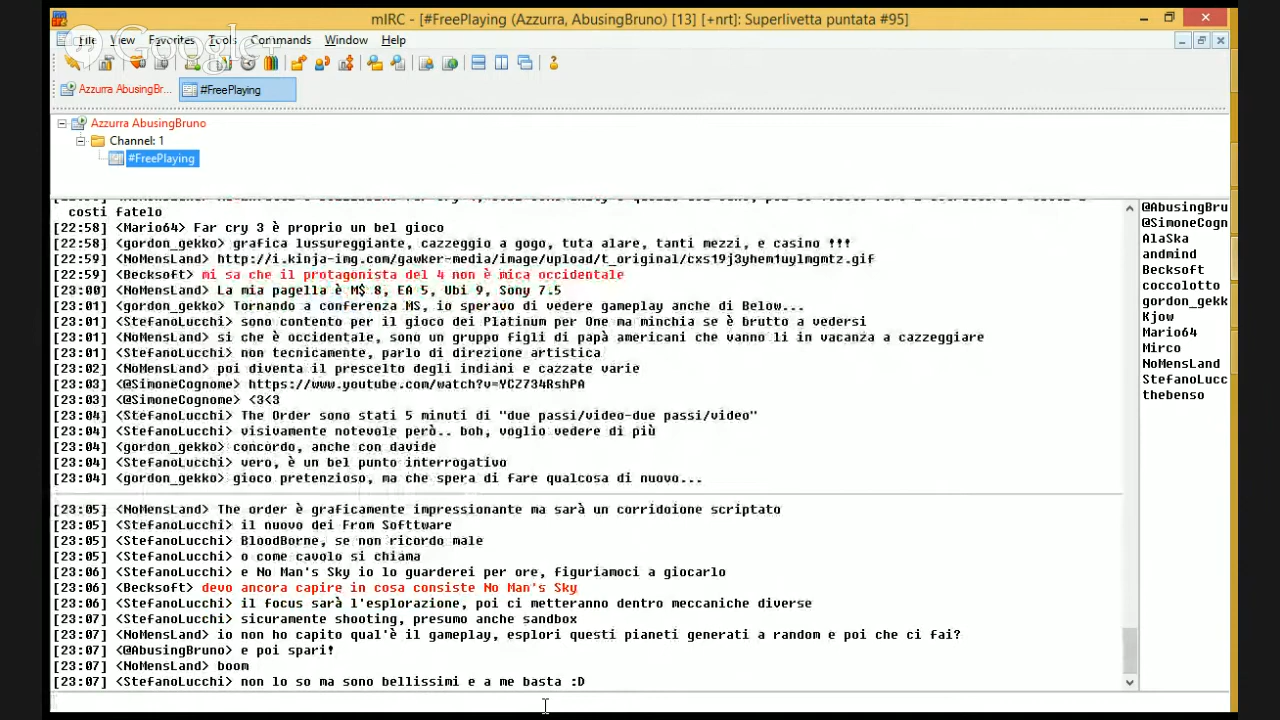 mIRC - [#FreePlaying (Azzurra, AbusingBruno) [13] [+nrt]: Superlivetta puntata #95)
File View Favorites Tools Commands Window Help
Google+
Azzurra AbusingBr... #FreePlaying
Azzurra AbusingBruno
Channel: 1
#FreePlaying
costi fatelo
[22:58] <Mario64> Far cry 3 è proprio un bel gioco
[22:58] <gordon_gekko> grafica lussureggiante, cazzeggio a gogo, tuta alare, tanti mezzi, e casino !!!
[22:59] <NoMensLand> http://i.kinja-img.com/gawker-media/image/upload/t_original/cxs19j3yhem1uylmgmtz.gif
[22:59] <Becksoft> mi sa che il protagonista del 4 non è mica occidentale
[23:00] <NoMensLand> La mia pagella è M$ 8, EA 5, Ubi 9, Sony 7.5
[23:01] <gordon_gekko> Tornando a conferenza MS, io speravo di vedere gameplay anche di Below...
[23:01] <StefanoLucchi> sono contento per il gioco dei Platinum per One ma minchia se è brutto a vedersi
[23:01] <NoMensLand> si che è occidentale, sono un gruppo figli di papà americani che vanno li in vacanza a cazzeggiare
[23:01] <StefanoLucchi> non tecnicamente, parlo di direzione artistica
[23:02] <NoMensLand> poi diventa il prescelto degli indiani e cazzate varie
[23:03] <@SimoneCognome> https://www.youtube.com/watch?v=YCZ734RshPA
[23:03] <@SimoneCognome> <3<3
[23:04] <StefanoLucchi> The Order sono stati 5 minuti di "due passi/video-due passi/video"
[23:04] <StefanoLucchi> visivamente notevole però.. boh, voglio vedere di più
[23:04] <gordon_gekko> concordo, anche con davide
[23:04] <StefanoLucchi> vero, è un bel punto interrogativo
[23:04] <gordon_gekko> gioco pretenzioso, ma che spera di fare qualcosa di nuovo...
[23:05] <NoMensLand> The order è graficamente impressionante ma sarà un corridoione scriptato
[23:05] <StefanoLucchi> il nuovo dei From Softtware
[23:05] <StefanoLucchi> BloodBorne, se non ricordo male
[23:05] <StefanoLucchi> o come cavolo si chiama
[23:06] <StefanoLucchi> e No Man's Sky io lo guarderei per ore, figuriamoci a giocarlo
[23:06] <Becksoft> devo ancora capire in cosa consiste No Man's Sky
[23:06] <StefanoLucchi> il focus sarà l'esplorazione, poi ci metteranno dentro meccaniche diverse
[23:07] <StefanoLucchi> sicuramente shooting, presumo anche sandbox
[23:07] <NoMensLand> io non ho capito qual'è il gameplay, esplori questi pianeti generati a random e poi che ci fai?
[23:07] <@AbusingBruno> e poi spari!
[23:07] <NoMensLand> boom
[23:07] <StefanoLucchi> non lo so ma sono bellissimi e a me basta :D
@AbusingBru
@SimoneCogn
AlaSka
andmind
Becksoft
coccolotto
gordon_gekk
Kjow
Mario64
Mirco
NoMensLand
StefanoLucc
thebenso